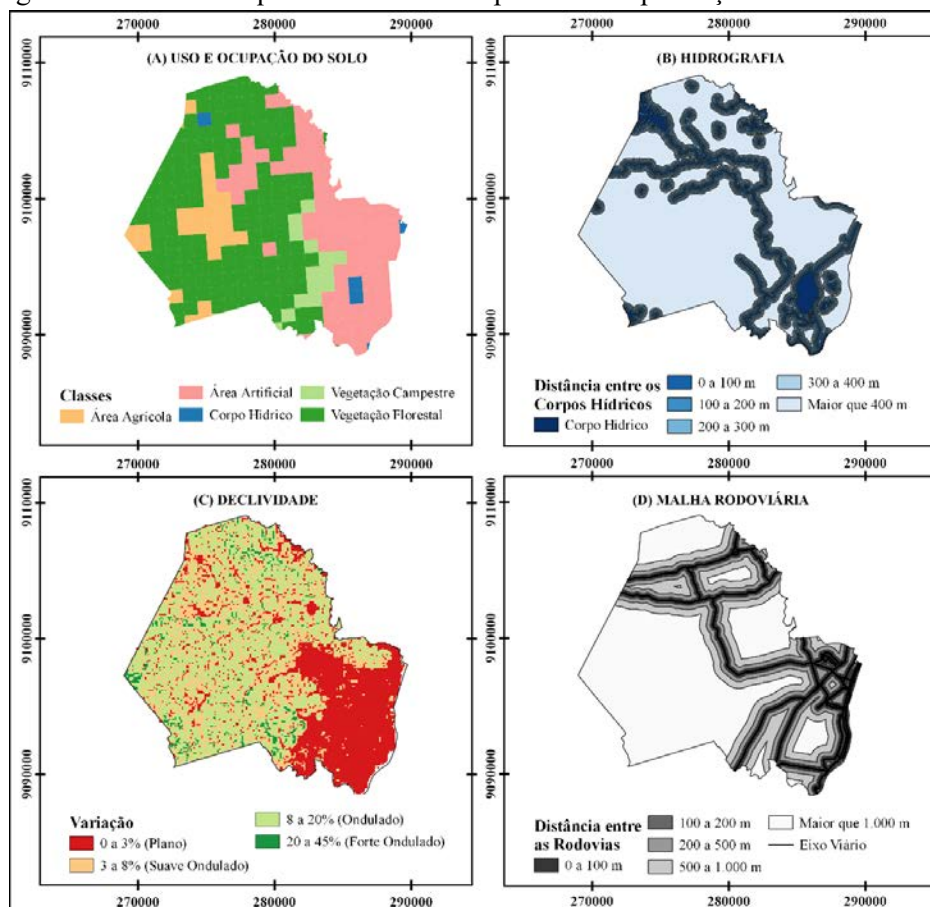 270000 280000 290000
270000 280000 290000
(A) USO E OCUPAÇÃO DO SOLO
(B) HIDROGRAFIA
9110000
9100000
9090000
9110000
9100000
9090000
Classes
Área Agrícola
Área Artificial
Corpo Hídrico
Vegetação Campestre
Vegetação Florestal
Distância entre os
Corpos Hídricos
Corpo Hídrico
0 a 100 m
100 a 200 m
200 a 300 m
300 a 400 m
Maior que 400 m
270000 280000 290000
270000 280000 290000
(C) DECLIVIDADE
(D) MALHA RODOVIÁRIA
9110000
9100000
9090000
9110000
9100000
9090000
Variação
0 a 3% (Plano)
3 a 8% (Suave Ondulado)
8 a 20% (Ondulado)
20 a 45% (Forte Ondulado)
Distância entre
as Rodovias
0 a 100 m
100 a 200 m
200 a 500 m
500 a 1.000 m
Maior que 1.000 m
Eixo Viário
270000 280000 290000
270000 280000 290000